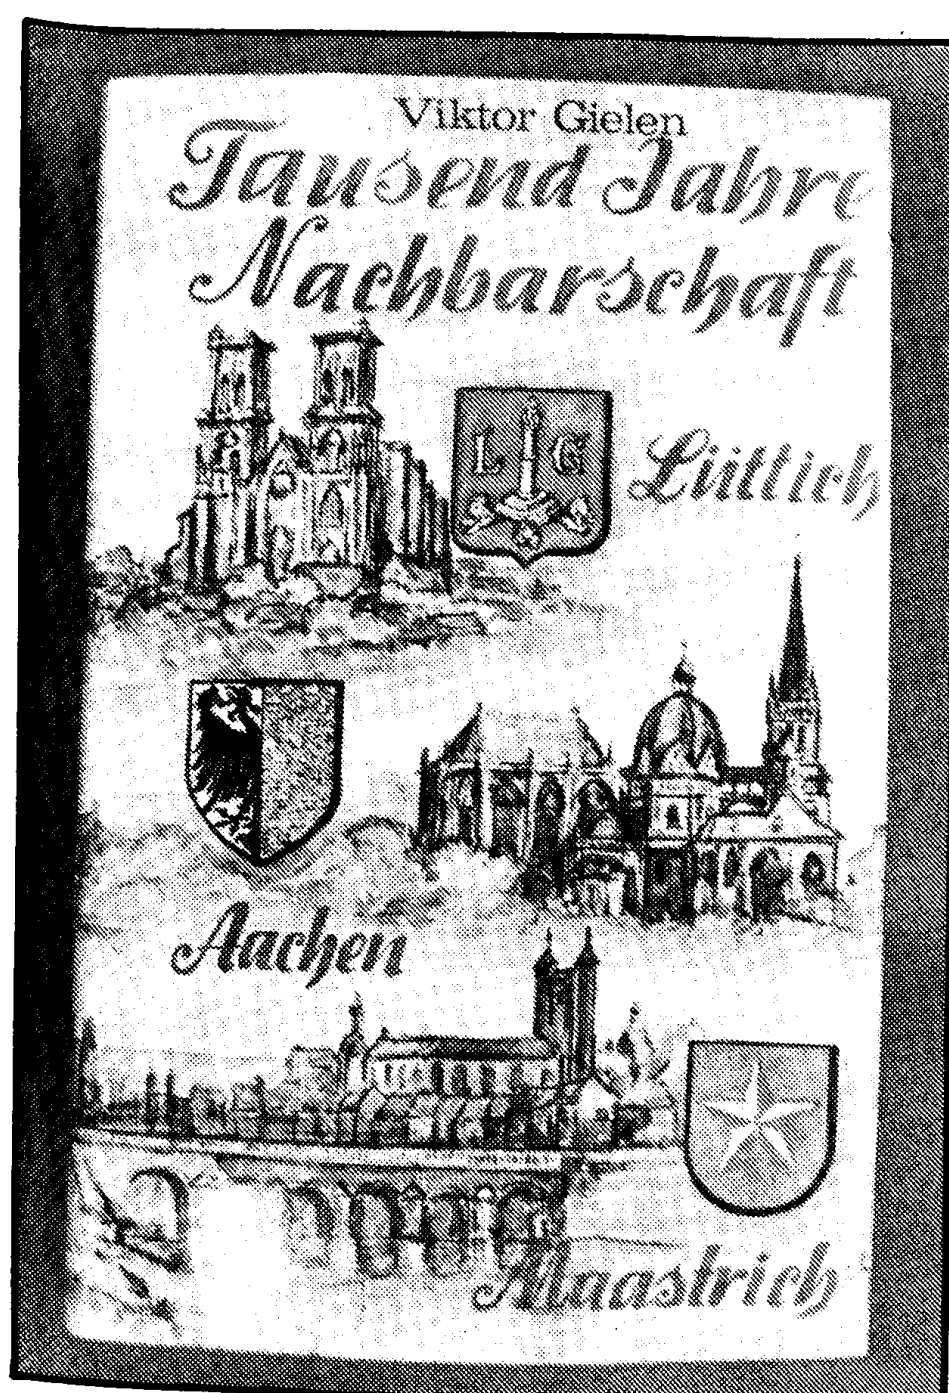 Viktor Gielen
Tausend Jahre
Nachbarschaft
L G
Lüttich
Aachen
Maastrich